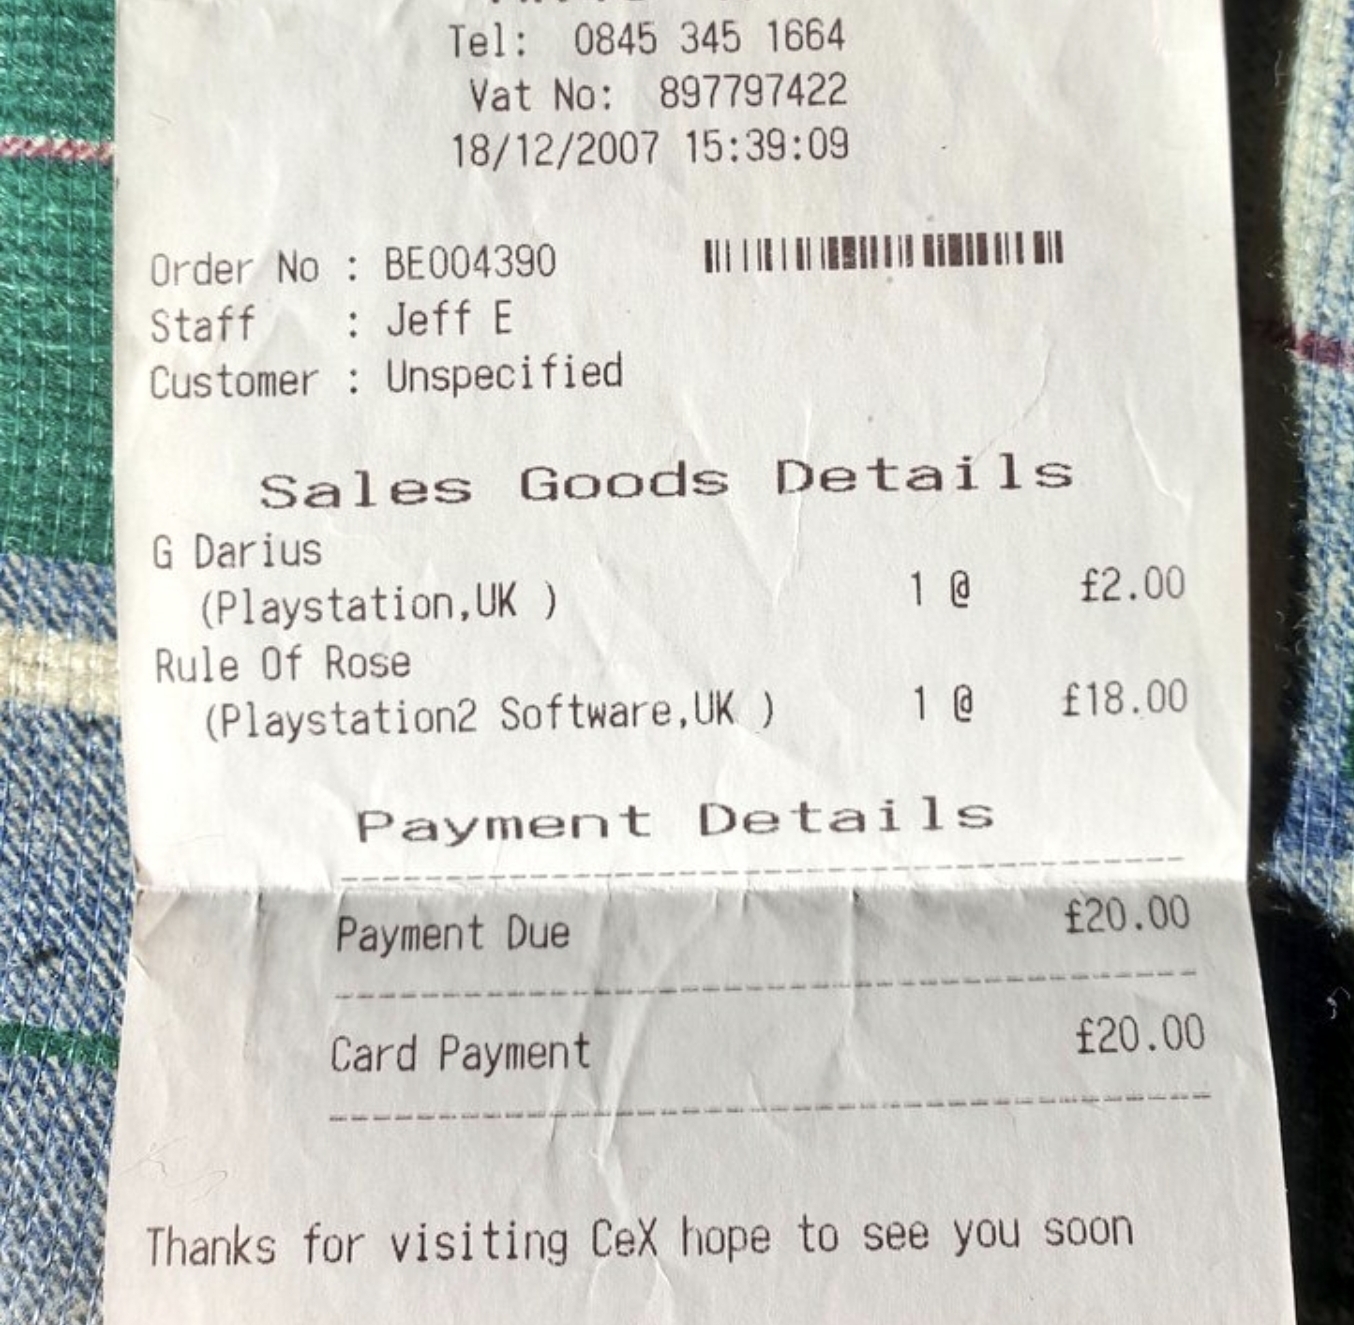 Tel: 0845 345 1664
Vat No: 897797422
18/12/2007 15:39:09
Order No : BE004390
Staff : Jeff E
Customer : Unspecified
Sales Goods Details
G Darius
(Playstation,UK ) 1 @ £2.00
Rule Of Rose
(Playstation2 Software,UK ) 1 @ £18.00
Payment Details
Payment Due £20.00
Card Payment £20.00
Thanks for visiting CeX hope to see you soon